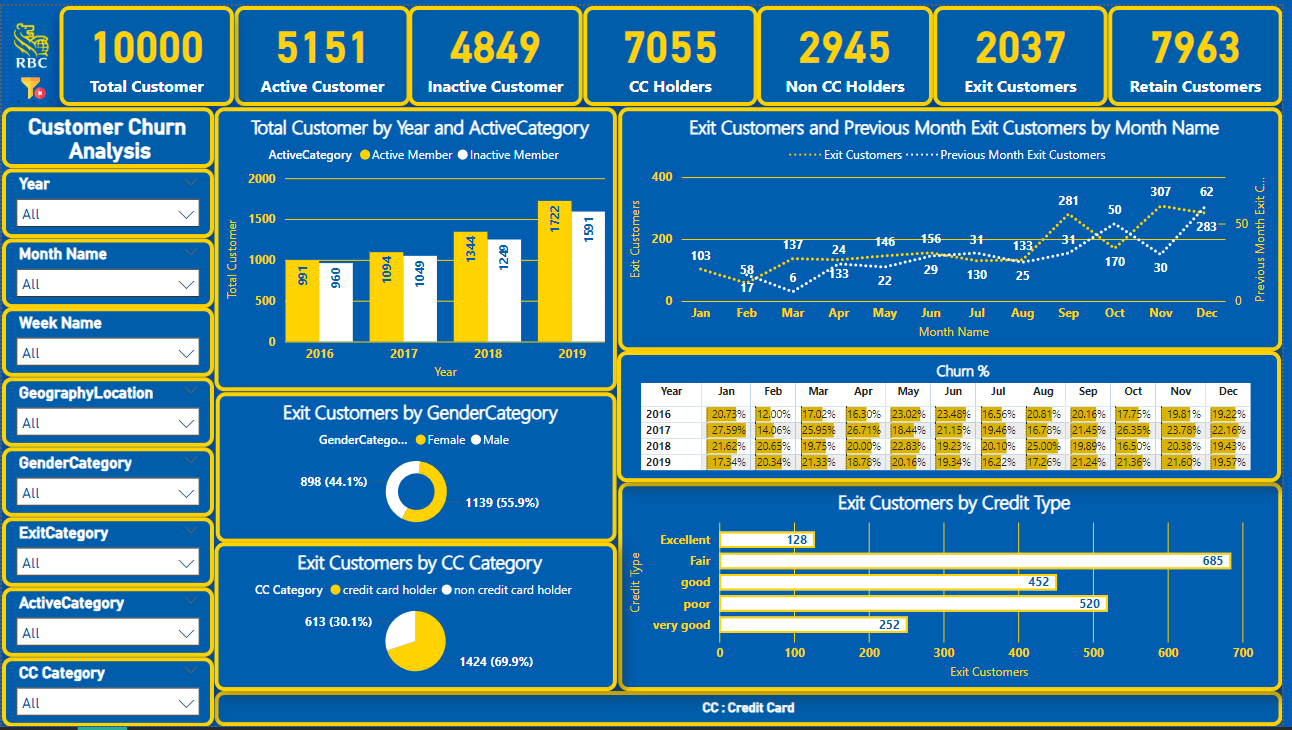 RBC
10000
Total Customer
5151
Active Customer
4849
Inactive Customer
7055
CC Holders
2945
Non CC Holders
2037
Exit Customers
7963
Retain Customers
Customer Churn
Analysis
Year
All
Month Name
All
Week Name
All
GeographyLocation
All
GenderCategory
All
ExitCategory
All
ActiveCategory
All
CC Category
All
Total Customer by Year and ActiveCategory
ActiveCategory Active Member Inactive Member
Total Customer
2000
1500
1000
500
0
991 960 1094 1049 1344 1249 1722 1591
2016 2017 2018 2019
Year
Exit Customers by GenderCategory
GenderCatego... Female Male
898 (44.1%)
1139 (55.9%)
Exit Customers by CC Category
CC Category credit card holder non credit card holder
613 (30.1%)
1424 (69.9%)
Exit Customers and Previous Month Exit Customers by Month Name
Exit Customers Previous Month Exit Customers
Exit Customers
400
200
0
103 58 137 24 146 156 31 133 281 50 307 62
17 6 133 22 29 130 25 31 170 30 283
50
0
Previous Month Exit C...
Jan Feb Mar Apr May Jun Jul Aug Sep Oct Nov Dec
Month Name
Churn %
Year Jan Feb Mar Apr May Jun Jul Aug Sep Oct Nov Dec
2016 20.73% 12.00% 17.02% 16.30% 23.02% 23.48% 16.56% 20.81% 20.16% 17.75% 19.81% 19.22%
2017 27.59% 14.06% 25.95% 26.71% 18.44% 21.15% 19.46% 16.78% 21.45% 26.35% 23.78% 22.16%
2018 21.62% 20.65% 19.75% 20.00% 22.83% 19.23% 20.10% 25.00% 19.89% 16.50% 20.38% 19.43%
2019 17.34% 20.34% 21.33% 18.78% 20.16% 19.34% 16.22% 17.26% 21.24% 21.36% 21.60% 19.57%
Exit Customers by Credit Type
Credit Type
Excellent 128
Fair 685
good 452
poor 520
very good 252
0 100 200 300 400 500 600 700
Exit Customers
CC : Credit Card